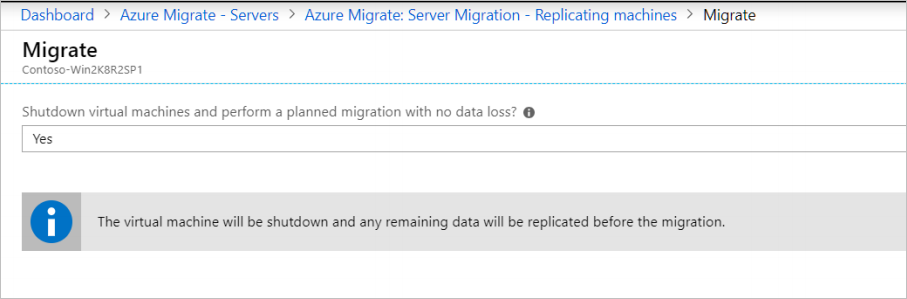 Dashboard > Azure Migrate - Servers > Azure Migrate: Server Migration - Replicating machines > Migrate
Migrate
Contoso-Win2K8R2SP1
Shutdown virtual machines and perform a planned migration with no data loss?
Yes
The virtual machine will be shutdown and any remaining data will be replicated before the migration.